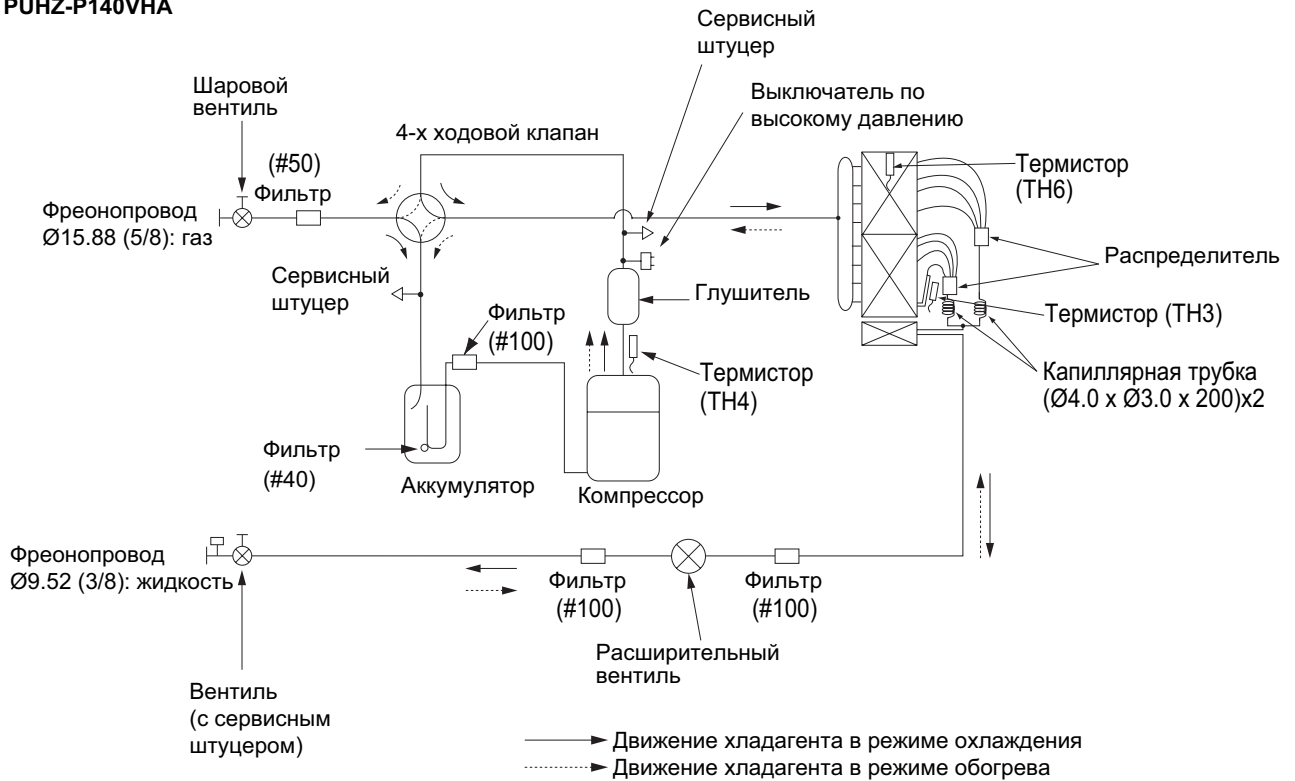 PUHZ-P140VHA
Сервисный
штуцер
Шаровой
вентиль
Выключатель по
высокому давлению
4-х ходовой клапан
(#50)
Фильтр
Термистор
(TH6)
Фреонопровод
Ø15.88 (5/8): газ
Распределитель
Сервисный
штуцер
Глушитель
Фильтр
(#100)
Термистор (TH3)
Термистор
(TH4)
Капиллярная трубка
(Ø4.0 x Ø3.0 x 200)x2
Фильтр
(#40)
Аккумулятор
Компрессор
Фреонопровод
Ø9.52 (3/8): жидкость
Фильтр
(#100)
Фильтр
(#100)
Расширительный
вентиль
Вентиль
(с сервисным
штуцером)
Движение хладагента в режиме охлаждения
Движение хладагента в режиме обогрева